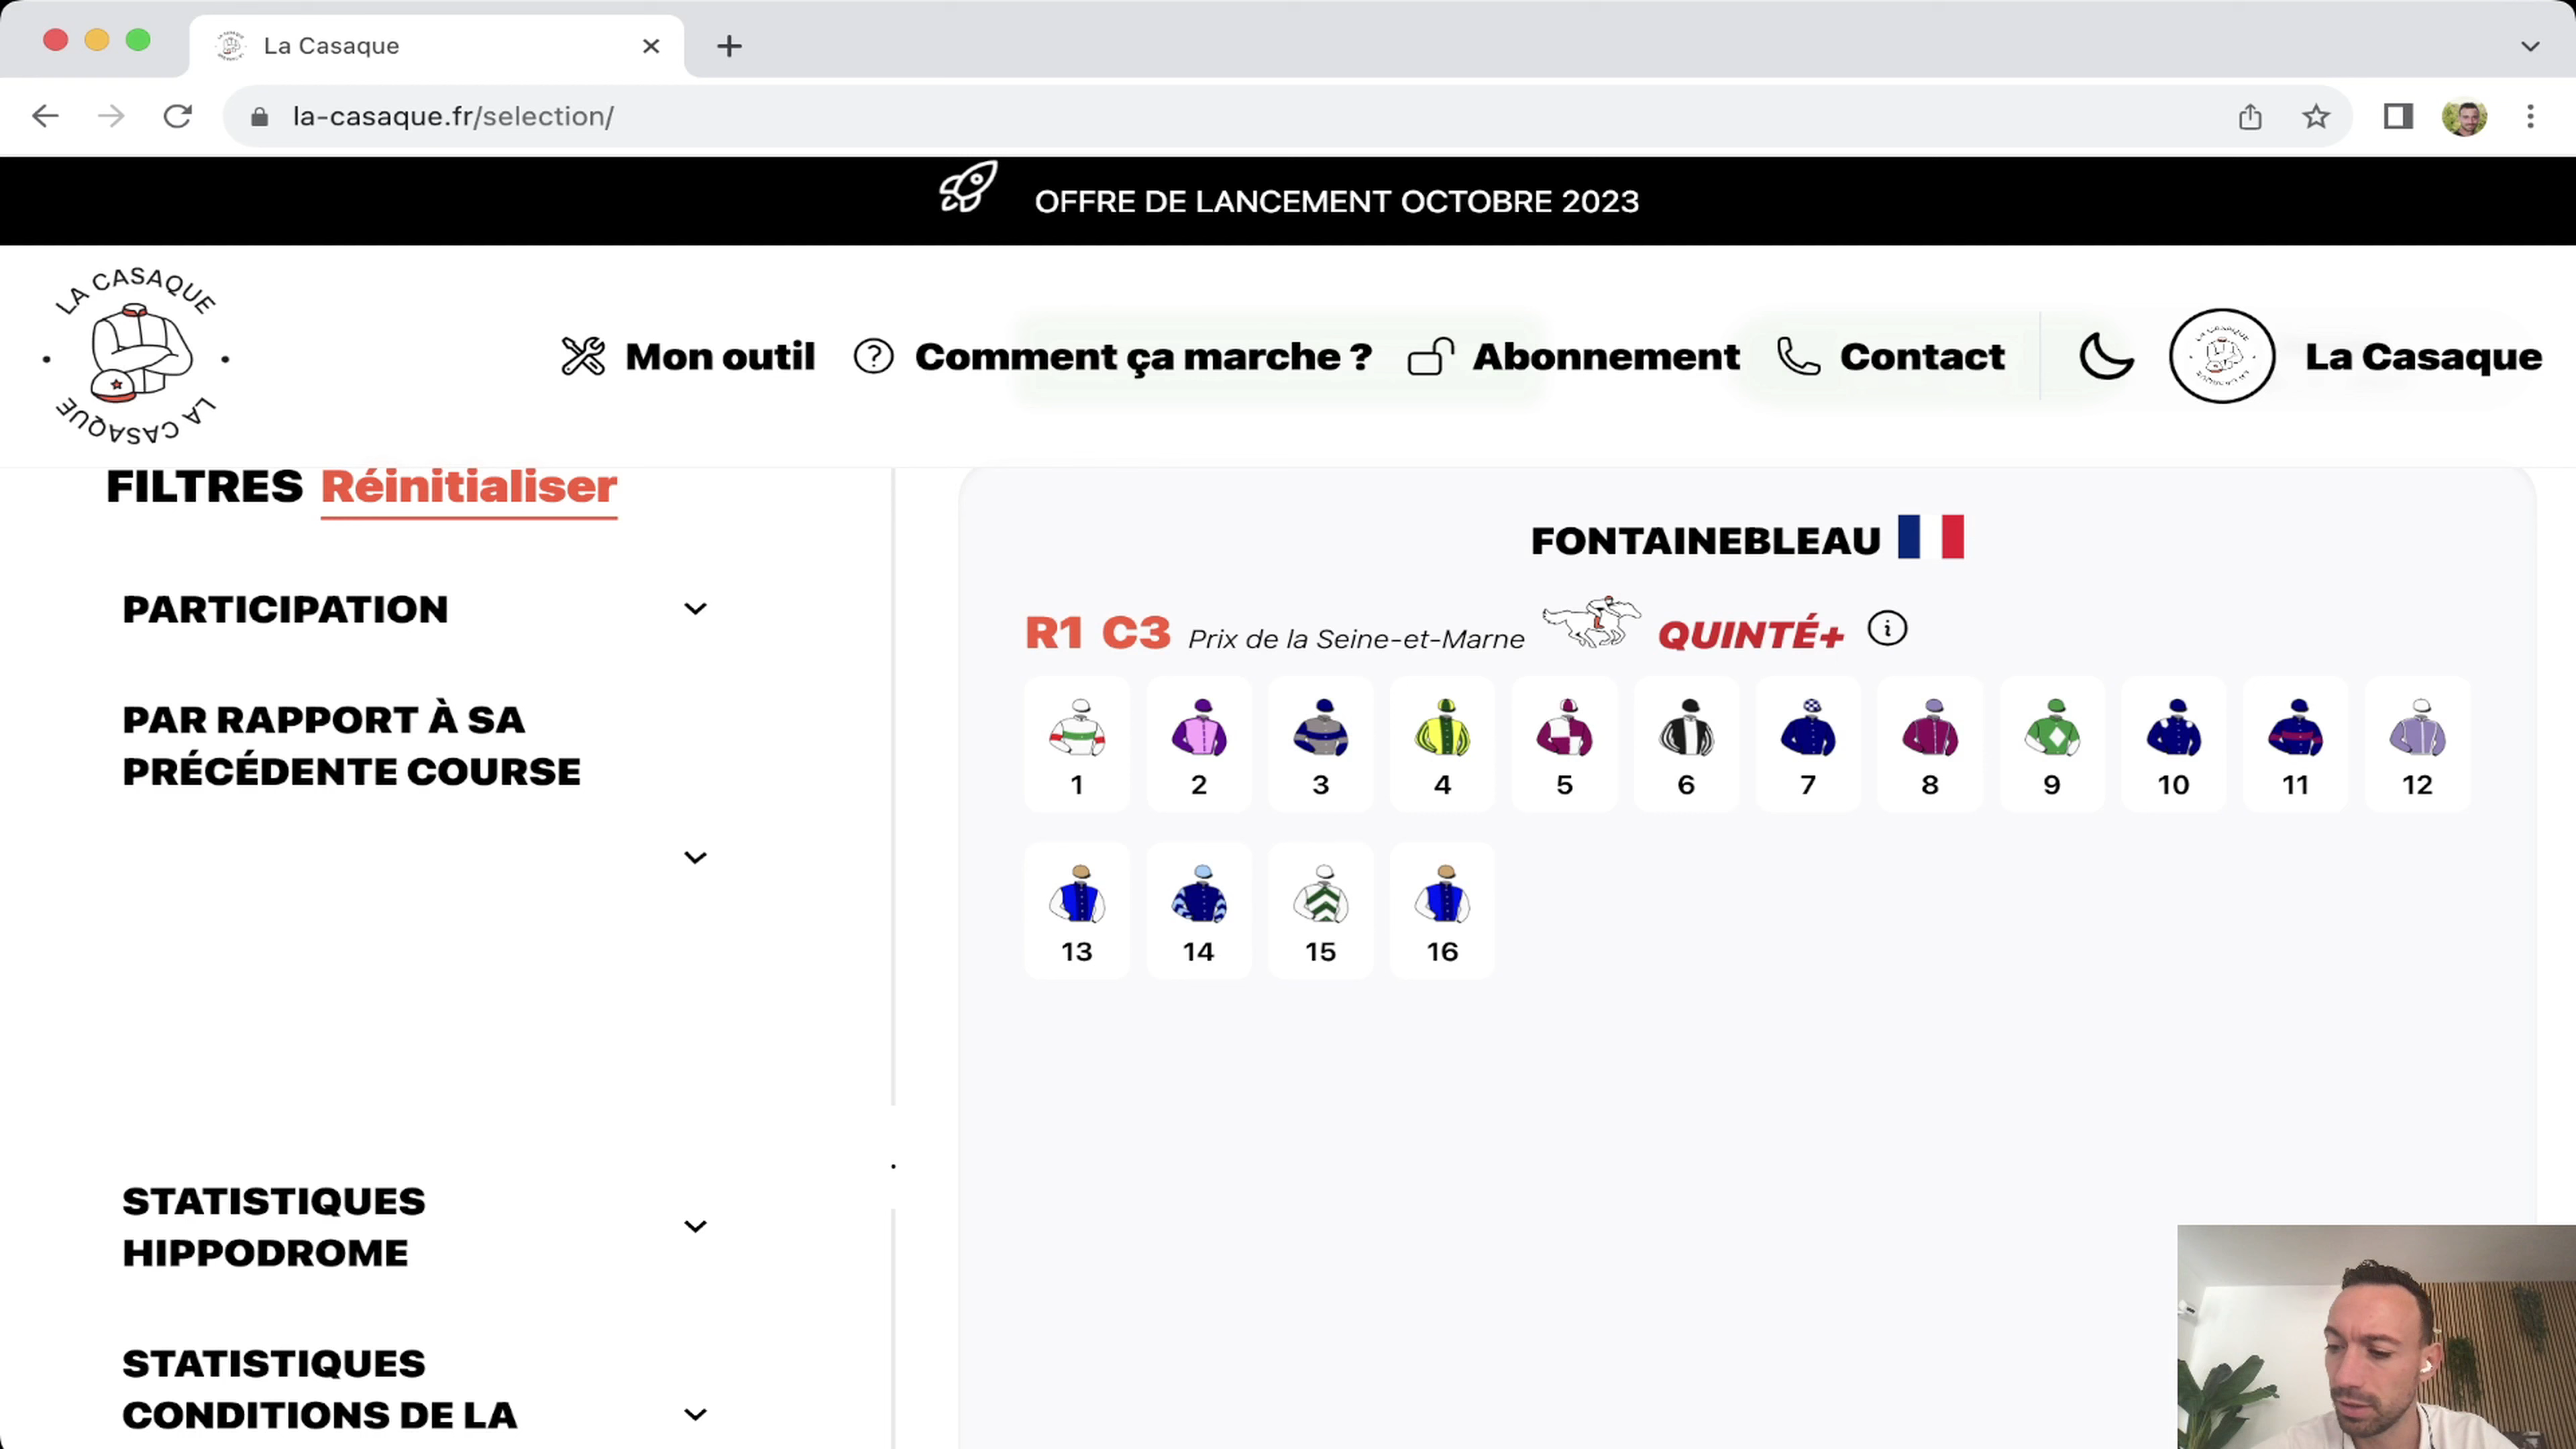 La Casaque
la-casaque.fr/selection/
OFFRE DE LANCEMENT OCTOBRE 2023
LA CASAQUE
LA CASAQUE
Mon outil
Comment ça marche ?
Abonnement
Contact
La Casaque
FILTRES Réinitialiser
PARTICIPATION
PAR RAPPORT À SA
PRÉCÉDENTE COURSE
STATISTIQUES
HIPPODROME
STATISTIQUES
CONDITIONS DE LA
FONTAINEBLEAU
R1 C3 Prix de la Seine-et-Marne QUINTÉ+
1 2 3 4 5 6 7 8 9 10 11 12
13 14 15 16